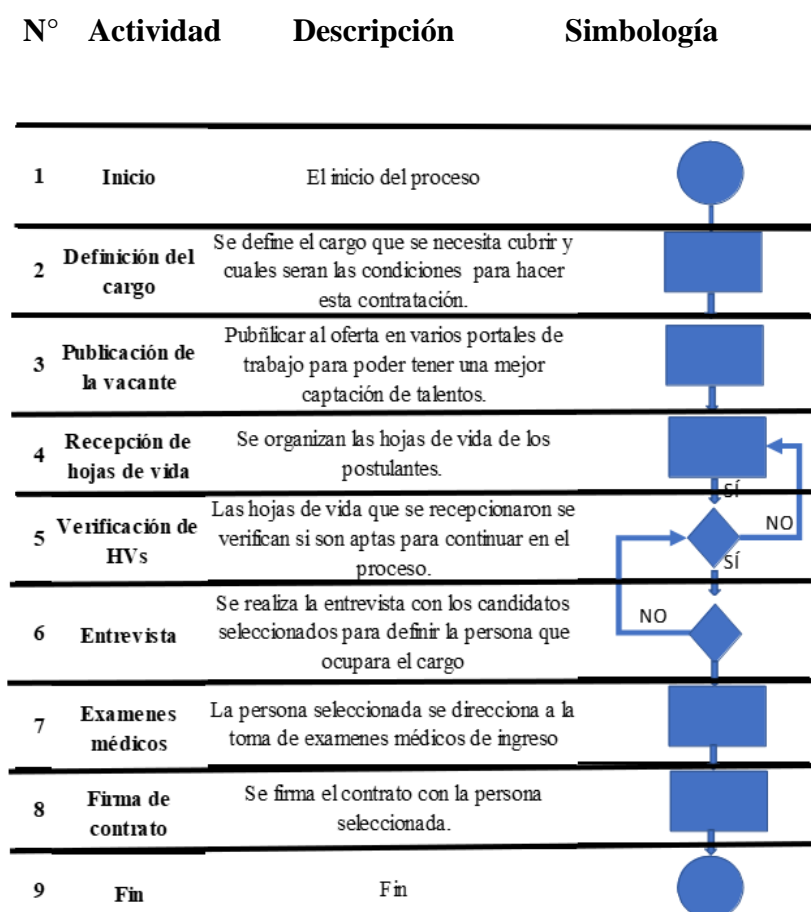 N° Actividad Descripción Simbología
1 Inicio El inicio del proceso
2 Definición del cargo Se define el cargo que se necesita cubrir y
cuales seran las condiciones para hacer
esta contratación.
3 Publicación de la vacante Pubñlicar al oferta en varios portales de
trabajo para poder tener una mejor
captación de talentos.
4 Recepción de hojas de vida Se organizan las hojas de vida de los
postulantes.
SÍ
5 Verificación de HVs Las hojas de vida que se recepcionaron se
verifican si son aptas para continuar en el
proceso.
NO
SÍ
6 Entrevista Se realiza la entrevista con los candidatos
seleccionados para definir la persona que
ocupara el cargo
NO
7 Examenes médicos La persona seleccionada se direcciona a la
toma de examenes médicos de ingreso
8 Firma de contrato Se firma el contrato con la persona
seleccionada.
9 Fin Fin